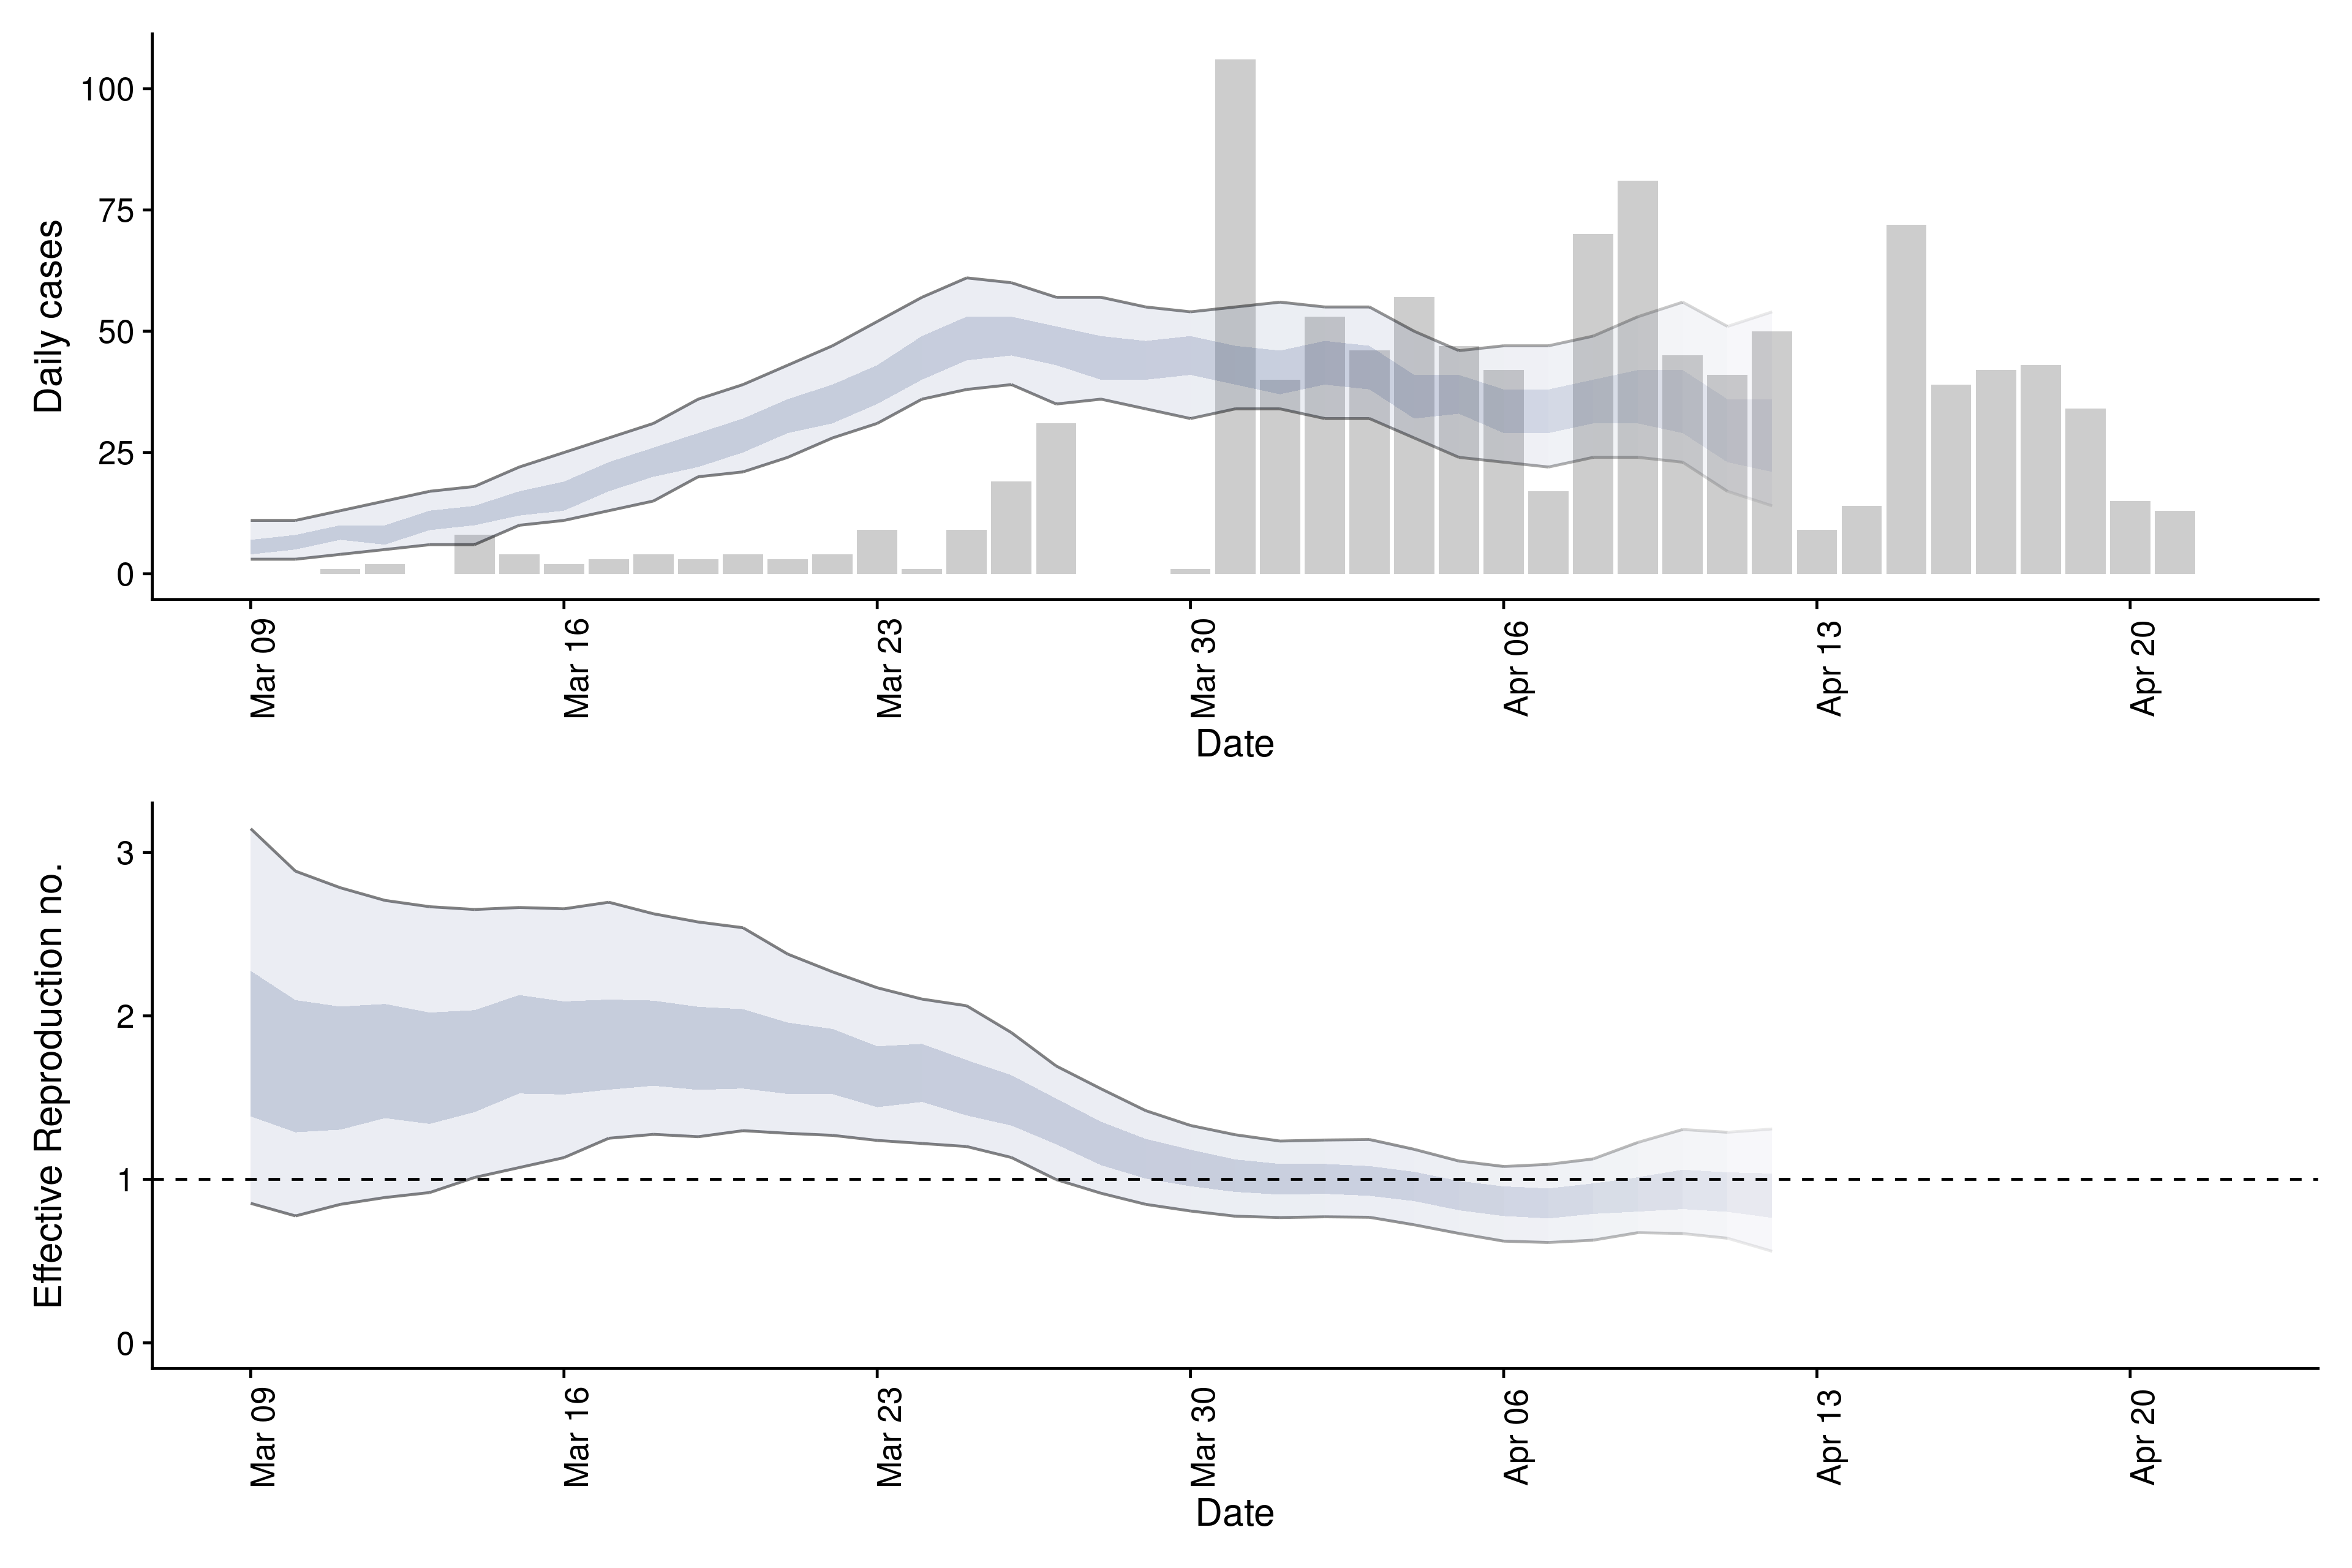 Daily cases
100
75
50
25
0
Mar 09
Mar 16
Mar 23
Mar 30
Apr 06
Apr 13
Apr 20
Date
Effective Reproduction no.
3
2
1
0
Mar 09
Mar 16
Mar 23
Mar 30
Apr 06
Apr 13
Apr 20
Date